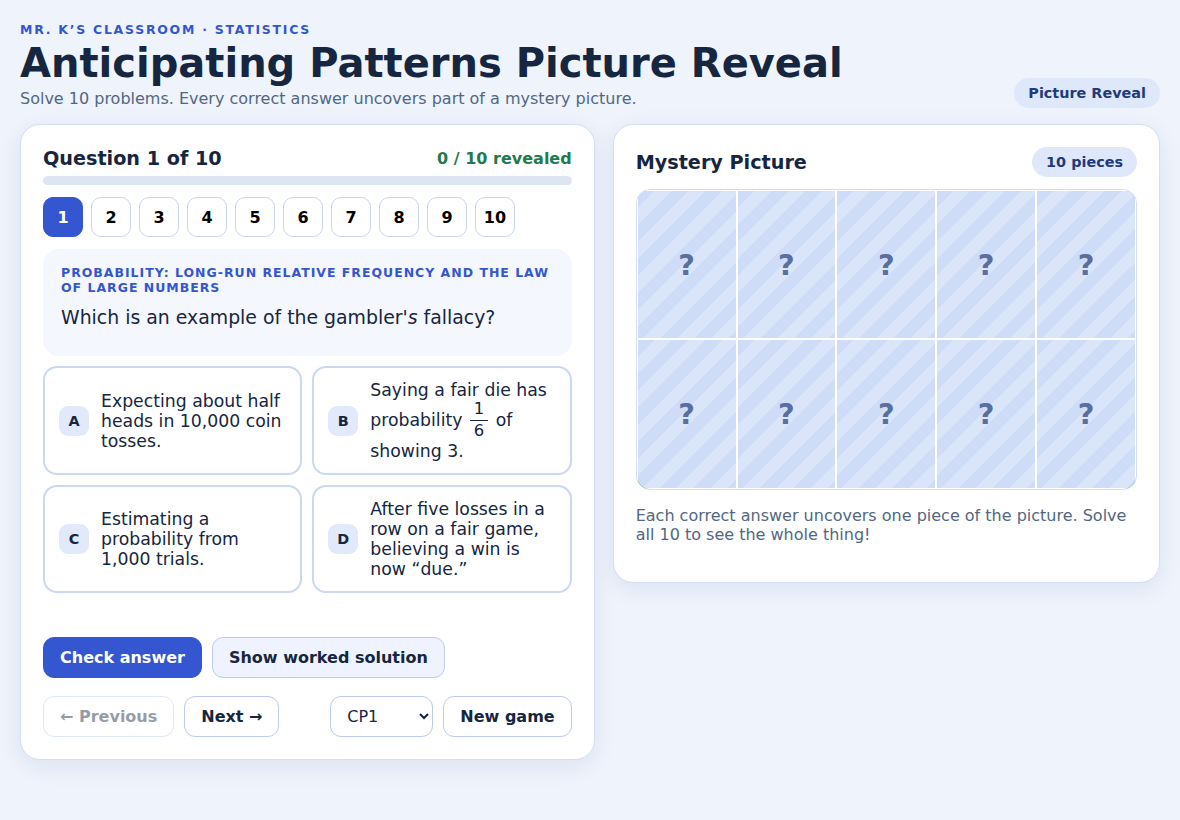 MR. K’S CLASSROOM · STATISTICS
Anticipating Patterns Picture Reveal
Solve 10 problems. Every correct answer uncovers part of a mystery picture.
Picture Reveal
Question 1 of 10
0 / 10 revealed
1 2 3 4 5 6 7 8 9 10
PROBABILITY: LONG-RUN RELATIVE FREQUENCY AND THE LAW
OF LARGE NUMBERS
Which is an example of the gambler's fallacy?
A
Expecting about half
heads in 10,000 coin
tosses.
B
Saying a fair die has
probability 1/6 of
showing 3.
C
Estimating a
probability from
1,000 trials.
D
After five losses in a
row on a fair game,
believing a win is
now “due.”
Check answer
Show worked solution
← Previous
Next →
CP1
New game
Mystery Picture
10 pieces
? ? ? ? ?
? ? ? ? ?
Each correct answer uncovers one piece of the picture. Solve
all 10 to see the whole thing!